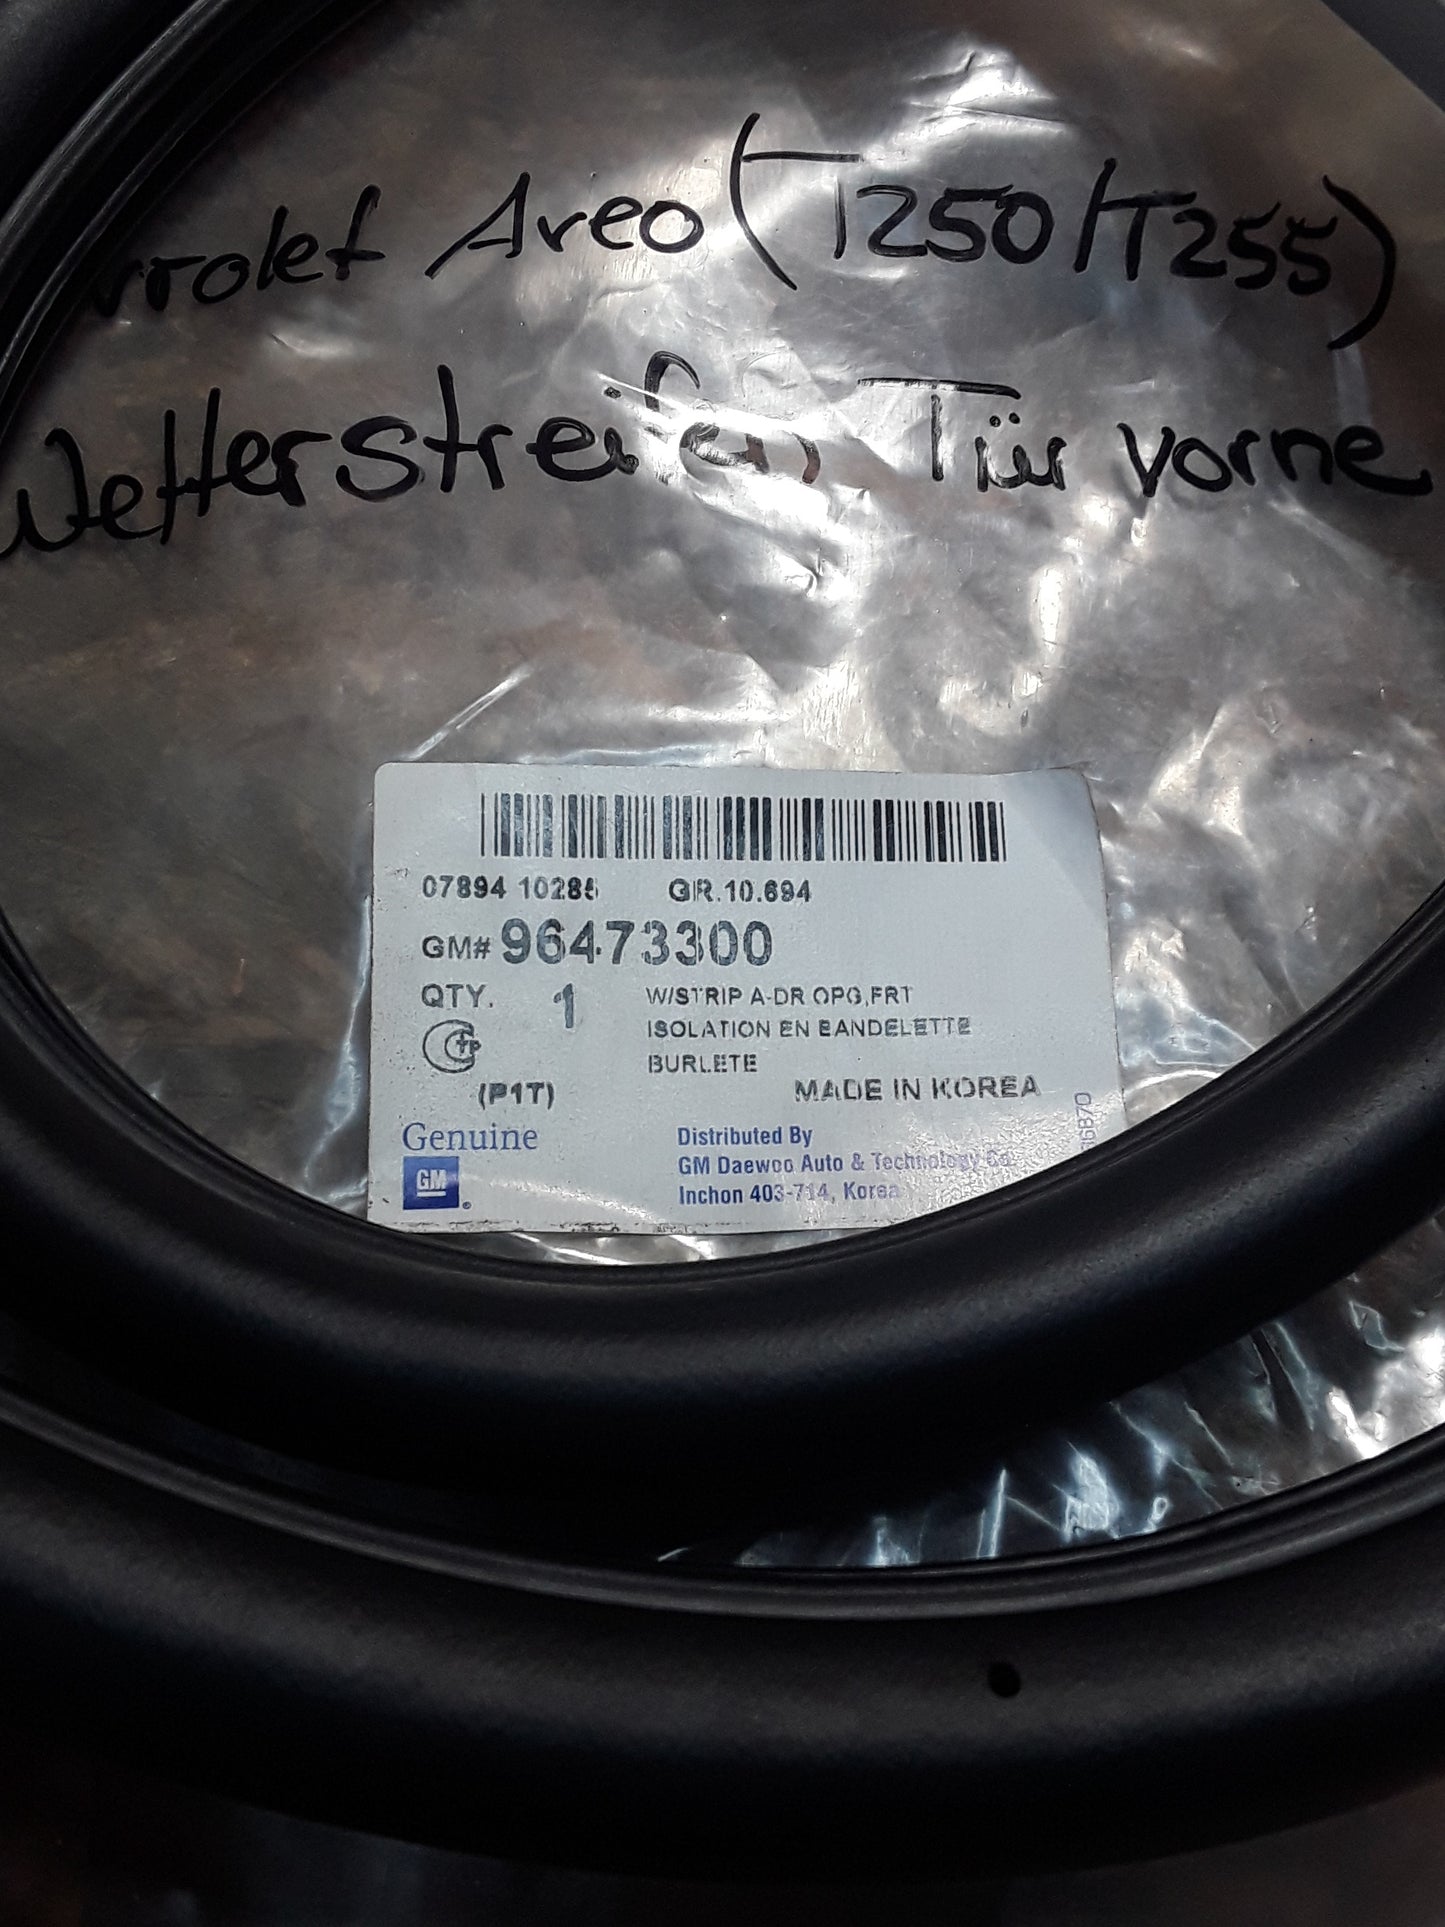 vrolet Aveo (T250/T255)
Wetterstreifen Tür vorne
07894 10285 GR.10.694
GM# 96473300
QTY. 1 W/STRIP A-DR OPG,FRT
ISOLATION EN BANDELETTE
BURLETE
(P1T) MADE IN KOREA
Genuine
GM
Distributed By
GM Daewoo Auto & Technology Co.
Inchon 403-714, Korea